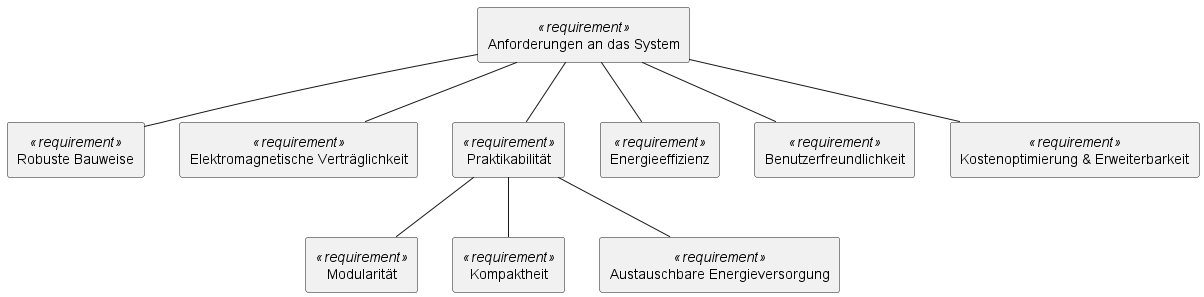 «requirement»
Anforderungen an das System
«requirement»
Robuste Bauweise
«requirement»
Elektromagnetische Verträglichkeit
«requirement»
Praktikabilität
«requirement»
Energieeffizienz
«requirement»
Benutzerfreundlichkeit
«requirement»
Kostenoptimierung & Erweiterbarkeit
«requirement»
Modularität
«requirement»
Kompaktheit
«requirement»
Austauschbare Energieversorgung